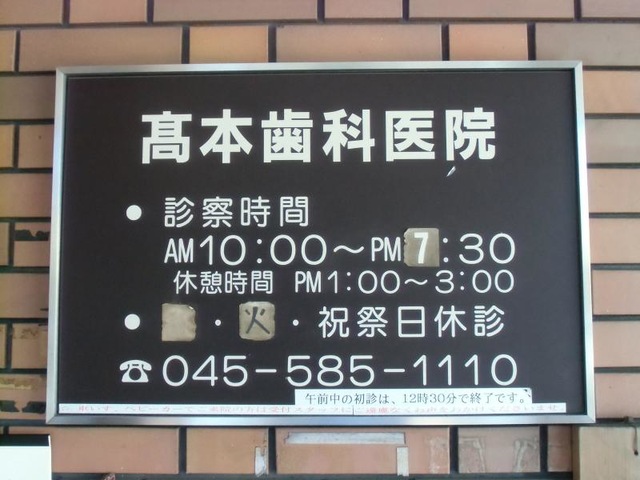 髙本歯科医院
● 診察時間
AM10:00～PM7:30
休憩時間 PM1:00～3:00
● ・火・祝祭日休診
☎045-585-1110
午前中の初診は、12時30分で終了です。